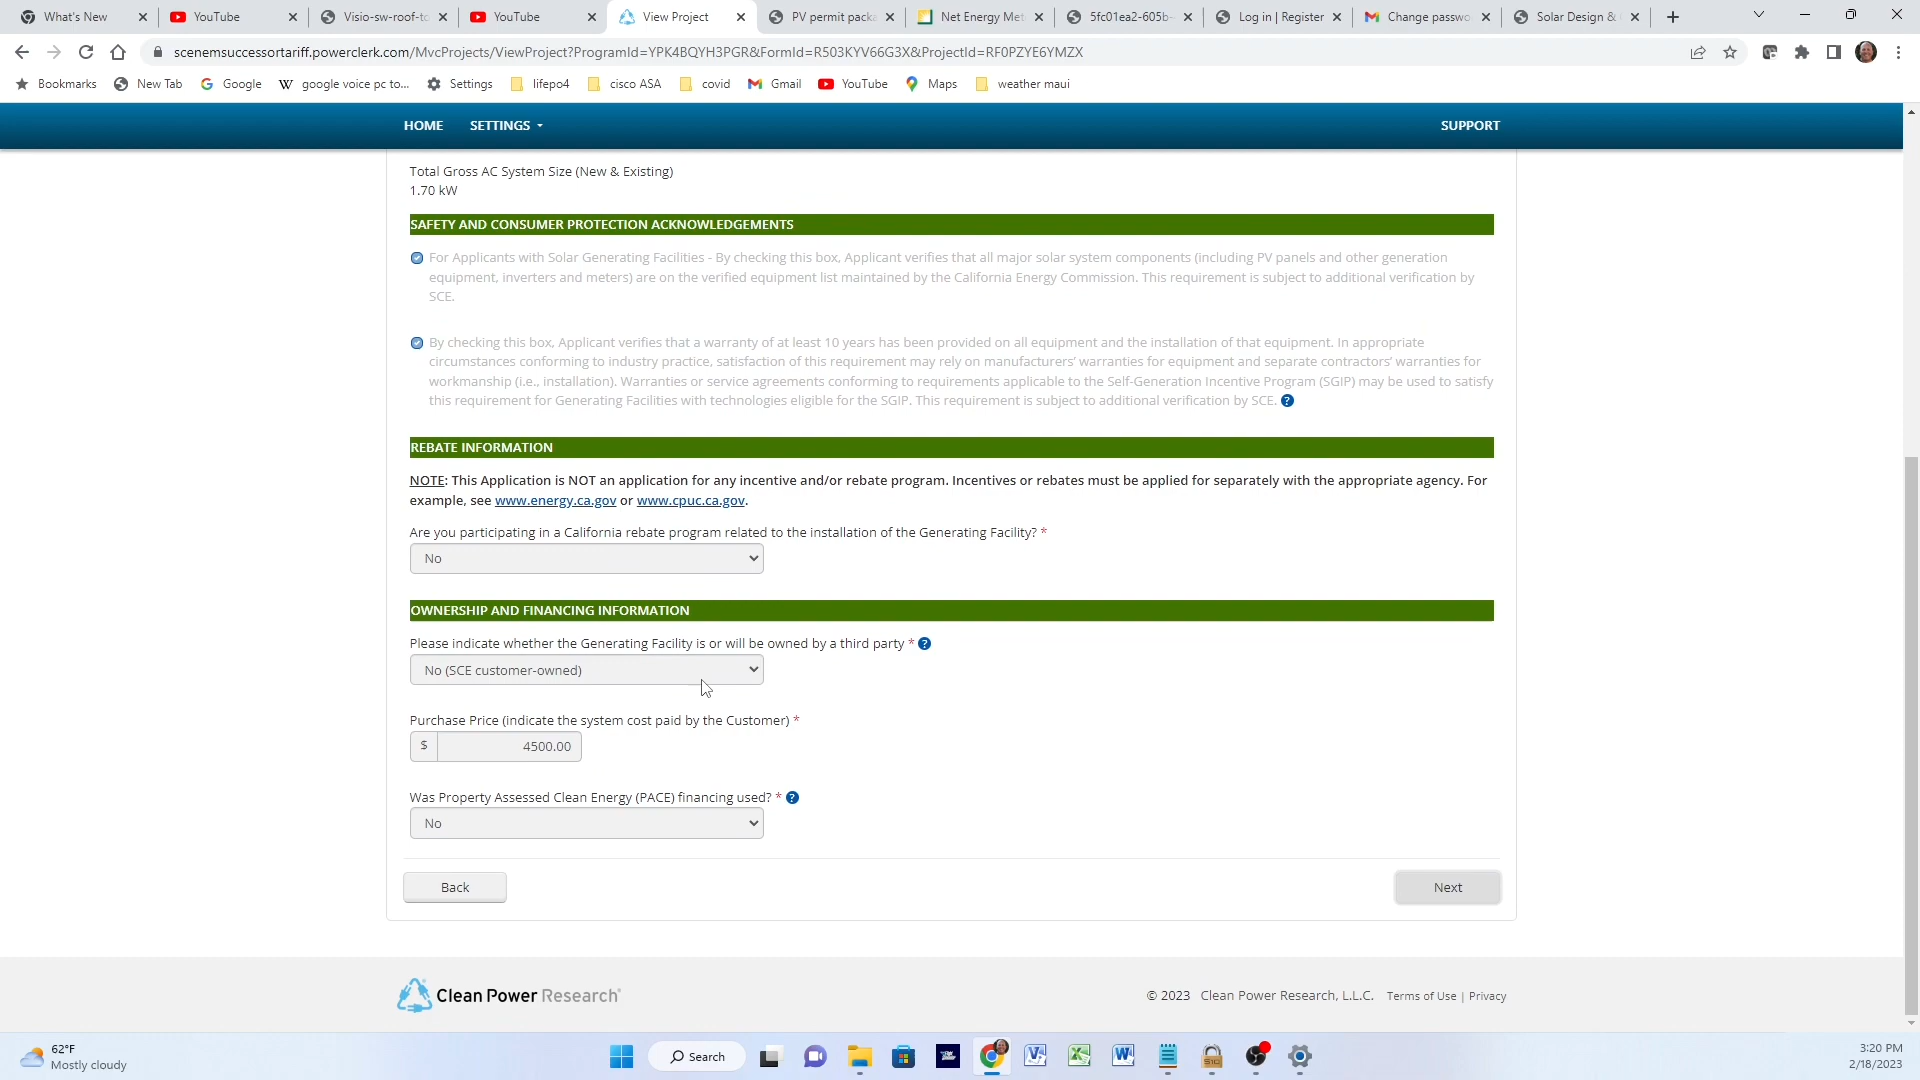 What's New
YouTube
Visio-sw-roof-to
YouTube
View Project
PV permit packa
Net Energy Met
5fc01ea2-605b-
Log in | Register
Change passwo
Solar Design &
scenemsuccessortariff.powerclerk.com/MvcProjects/ViewProject?ProgramId=YPK4BQYH3PGR&FormId=R503KYV66G3X&ProjectId=RF0PZYE6YMZX
Bookmarks New Tab Google google voice pc to... Settings lifepo4 cisco ASA covid Gmail YouTube Maps weather maui
HOME SETTINGS SUPPORT
Total Gross AC System Size (New & Existing)
1.70 kW
SAFETY AND CONSUMER PROTECTION ACKNOWLEDGEMENTS
For Applicants with Solar Generating Facilities - By checking this box, Applicant verifies that all major solar system components (including PV panels and other generation
equipment, inverters and meters) are on the verified equipment list maintained by the California Energy Commission. This requirement is subject to additional verification by
SCE.
By checking this box, Applicant verifies that a warranty of at least 10 years has been provided on all equipment and the installation of that equipment. In appropriate
circumstances conforming to industry practice, satisfaction of this requirement may rely on manufacturers' warranties for equipment and separate contractors' warranties for
workmanship (i.e., installation). Warranties or service agreements conforming to requirements applicable to the Self-Generation Incentive Program (SGIP) may be used to satisfy
this requirement for Generating Facilities with technologies eligible for the SGIP. This requirement is subject to additional verification by SCE. ?
REBATE INFORMATION
NOTE: This Application is NOT an application for any incentive and/or rebate program. Incentives or rebates must be applied for separately with the appropriate agency. For
example, see www.energy.ca.gov or www.cpuc.ca.gov.
Are you participating in a California rebate program related to the installation of the Generating Facility? *
No
OWNERSHIP AND FINANCING INFORMATION
Please indicate whether the Generating Facility is or will be owned by a third party * ?
No (SCE customer-owned)
Purchase Price (indicate the system cost paid by the Customer) *
$ 4500.00
Was Property Assessed Clean Energy (PACE) financing used? * ?
No
Back Next
Clean Power Research
© 2023 Clean Power Research, L.L.C. Terms of Use | Privacy
62°F
Mostly cloudy
Search
3:20 PM
2/18/2023